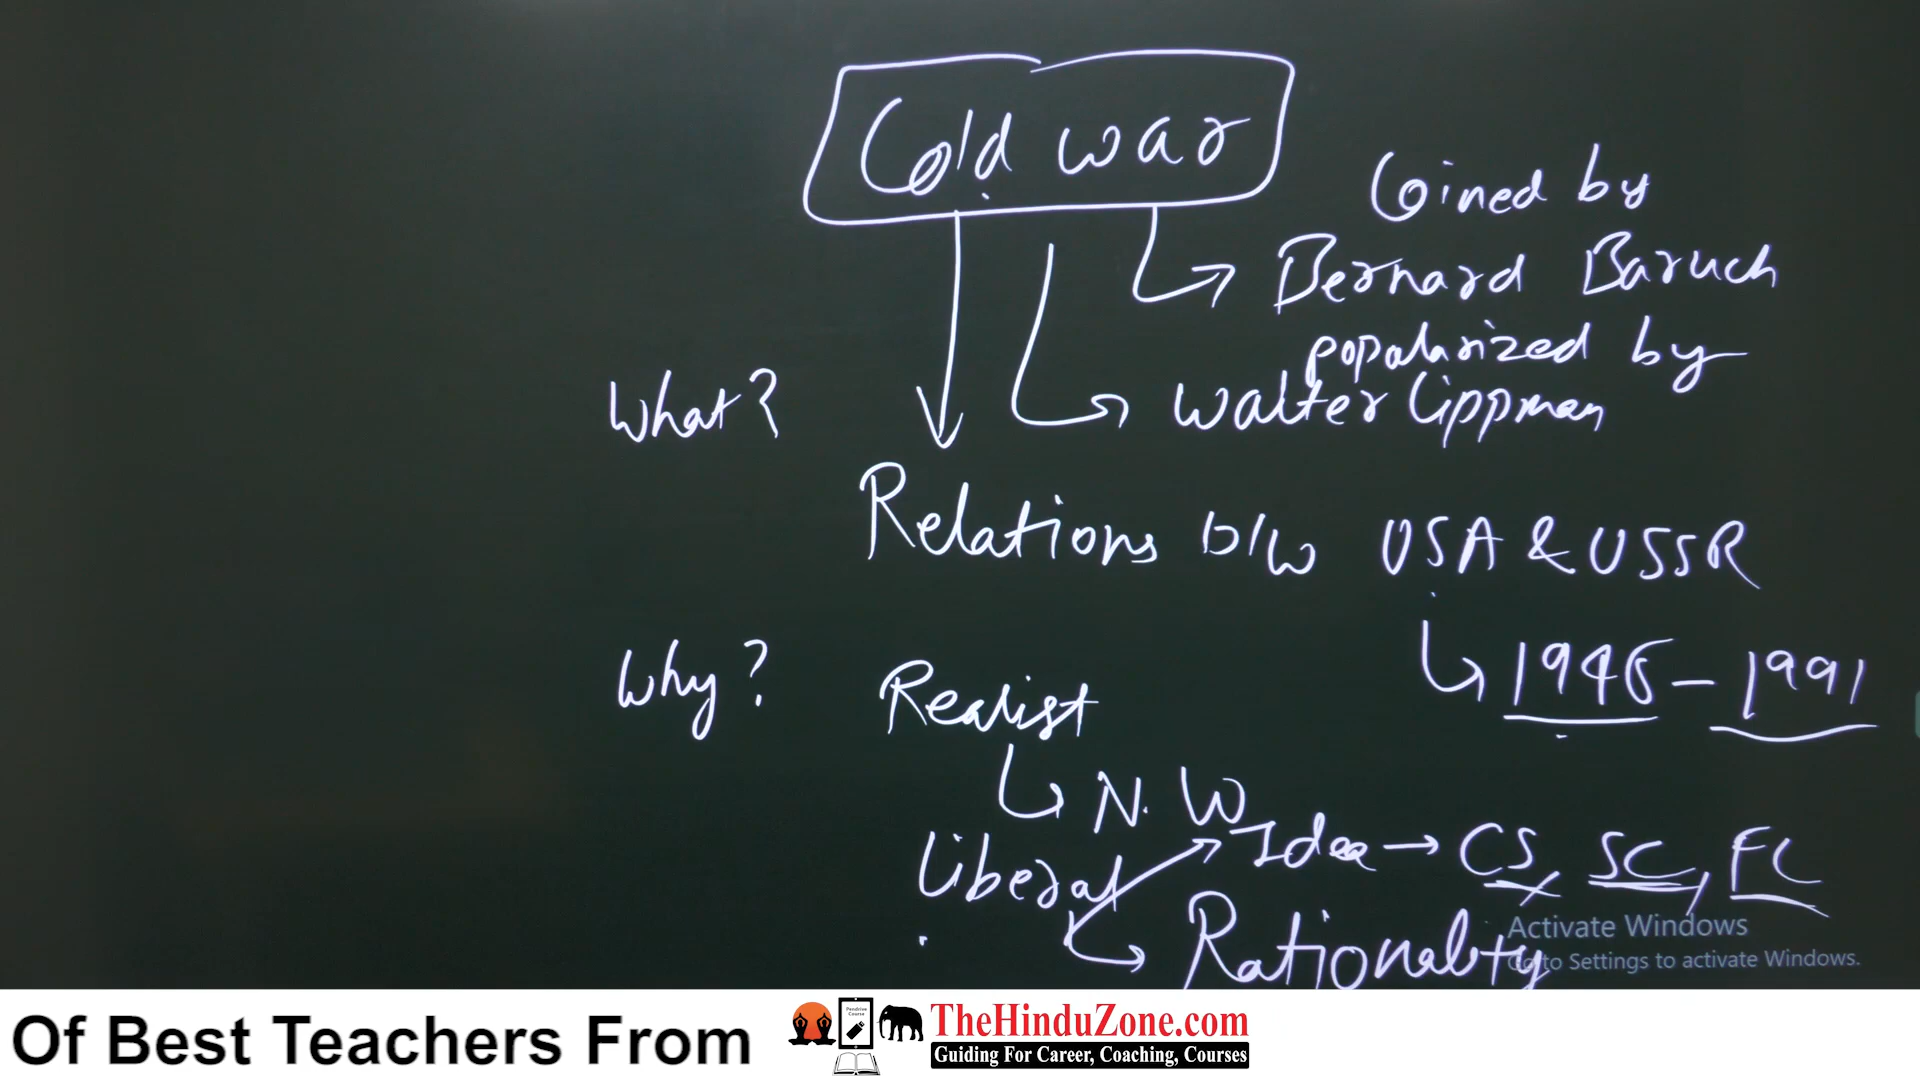 Cold war
Coined by
Bernard Baruch
popularized by
What?
Walter Lippman
Relations b/w USA & USSR
1946 - 1991
Why?
Realist
N. W
Idea → CS, SC, FC
Liberal
Rationality
Activate Windows
Go to Settings to activate Windows.
Of Best Teachers From
TheHinduZone.com
Guiding For Career, Coaching, Courses